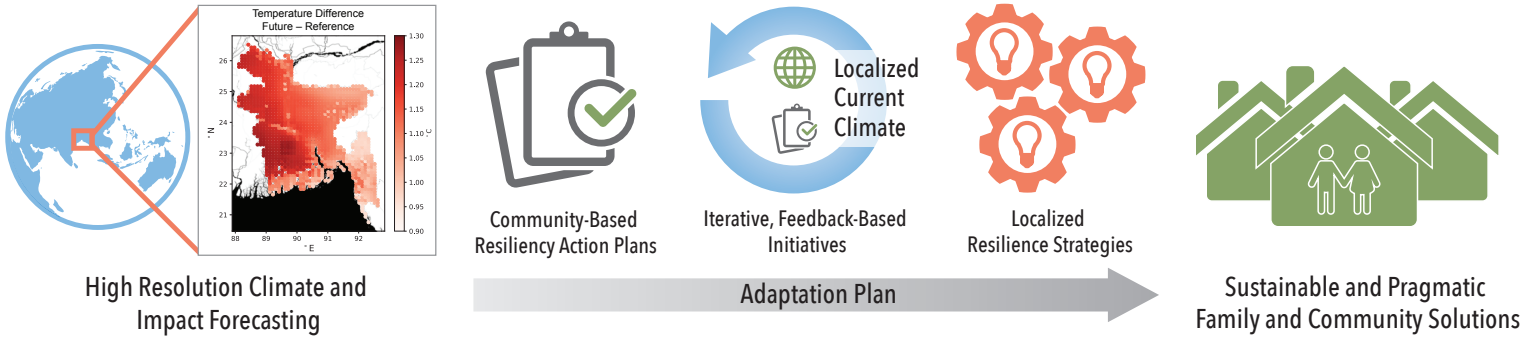 Temperature Difference
Future – Reference
26
25
24
23
22
21
°N
88
89
90
91
92
°E
1.30
1.25
1.20
1.15
1.10
1.05
1.00
0.95
0.90
°C
High Resolution Climate and
Impact Forecasting
Community-Based
Resiliency Action Plans
Localized
Current
Climate
Iterative, Feedback-Based
Initiatives
Localized
Resilience Strategies
Adaptation Plan
Sustainable and Pragmatic
Family and Community Solutions